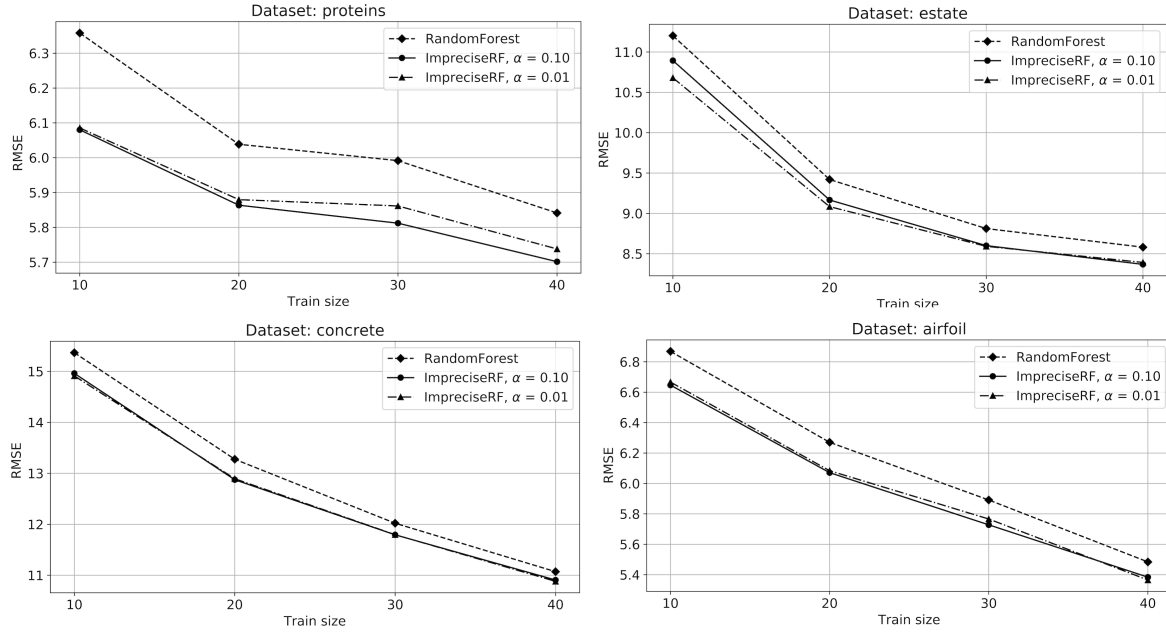 Dataset: proteins
RMSE
6.3
6.2
6.1
6.0
5.9
5.8
5.7
RandomForest
ImpreciseRF, α = 0.10
ImpreciseRF, α = 0.01
10 20 30 40
Train size
Dataset: estate
RMSE
11.0
10.5
10.0
9.5
9.0
8.5
RandomForest
ImpreciseRF, α = 0.10
ImpreciseRF, α = 0.01
10 20 30 40
Train size
Dataset: concrete
RMSE
15
14
13
12
11
RandomForest
ImpreciseRF, α = 0.10
ImpreciseRF, α = 0.01
10 20 30 40
Train size
Dataset: airfoil
RMSE
6.8
6.6
6.4
6.2
6.0
5.8
5.6
5.4
RandomForest
ImpreciseRF, α = 0.10
ImpreciseRF, α = 0.01
10 20 30 40
Train size